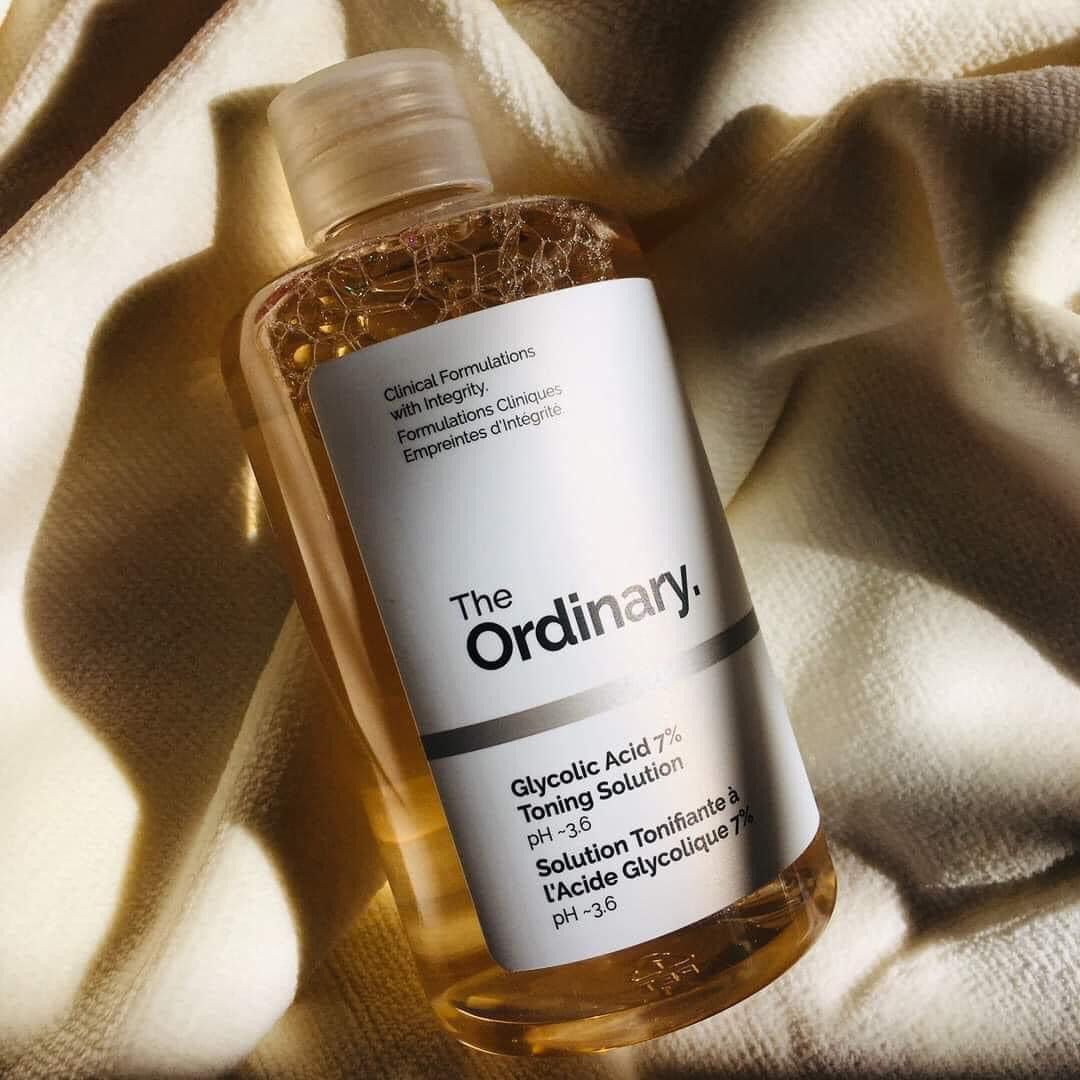 Clinical Formulations
with Integrity.
Formulations Cliniques
Empreintes d'Intégrité
The
Ordinary.
Glycolic Acid 7%
Toning Solution
pH ~3.6
Solution Tonifiante à
l'Acide Glycolique 7%
pH ~3.6